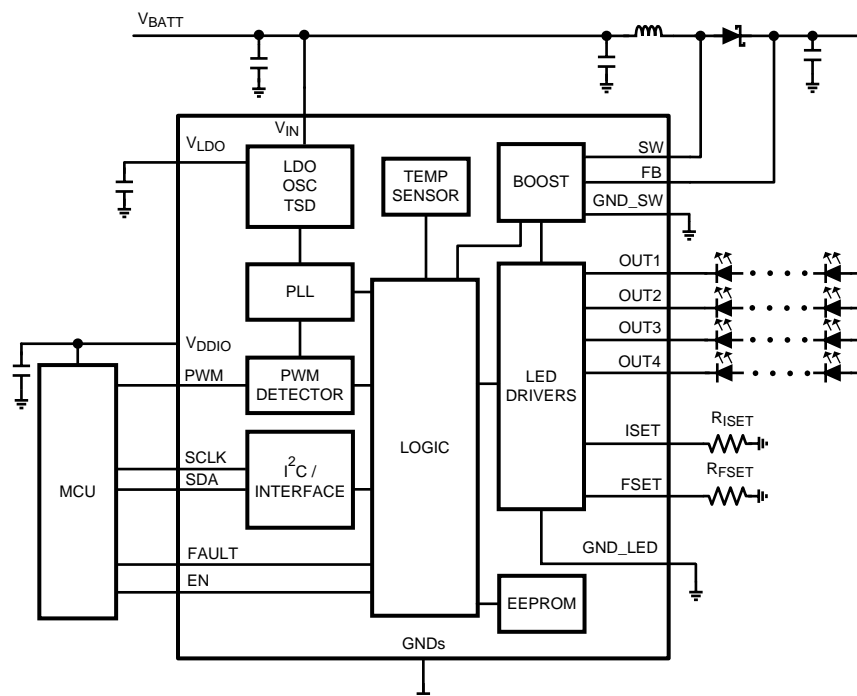 VBATT
VIN
VLDO
LDO
OSC
TSD
TEMP
SENSOR
BOOST
SW
FB
GND_SW
PLL
OUT1
OUT2
OUT3
OUT4
VDDIO
PWM
PWM
DETECTOR
LOGIC
LED
DRIVERS
ISET
RISET
FSET
RFSET
MCU
SCLK
SDA
I2C /
INTERFACE
FAULT
EN
GND_LED
EEPROM
GNDs